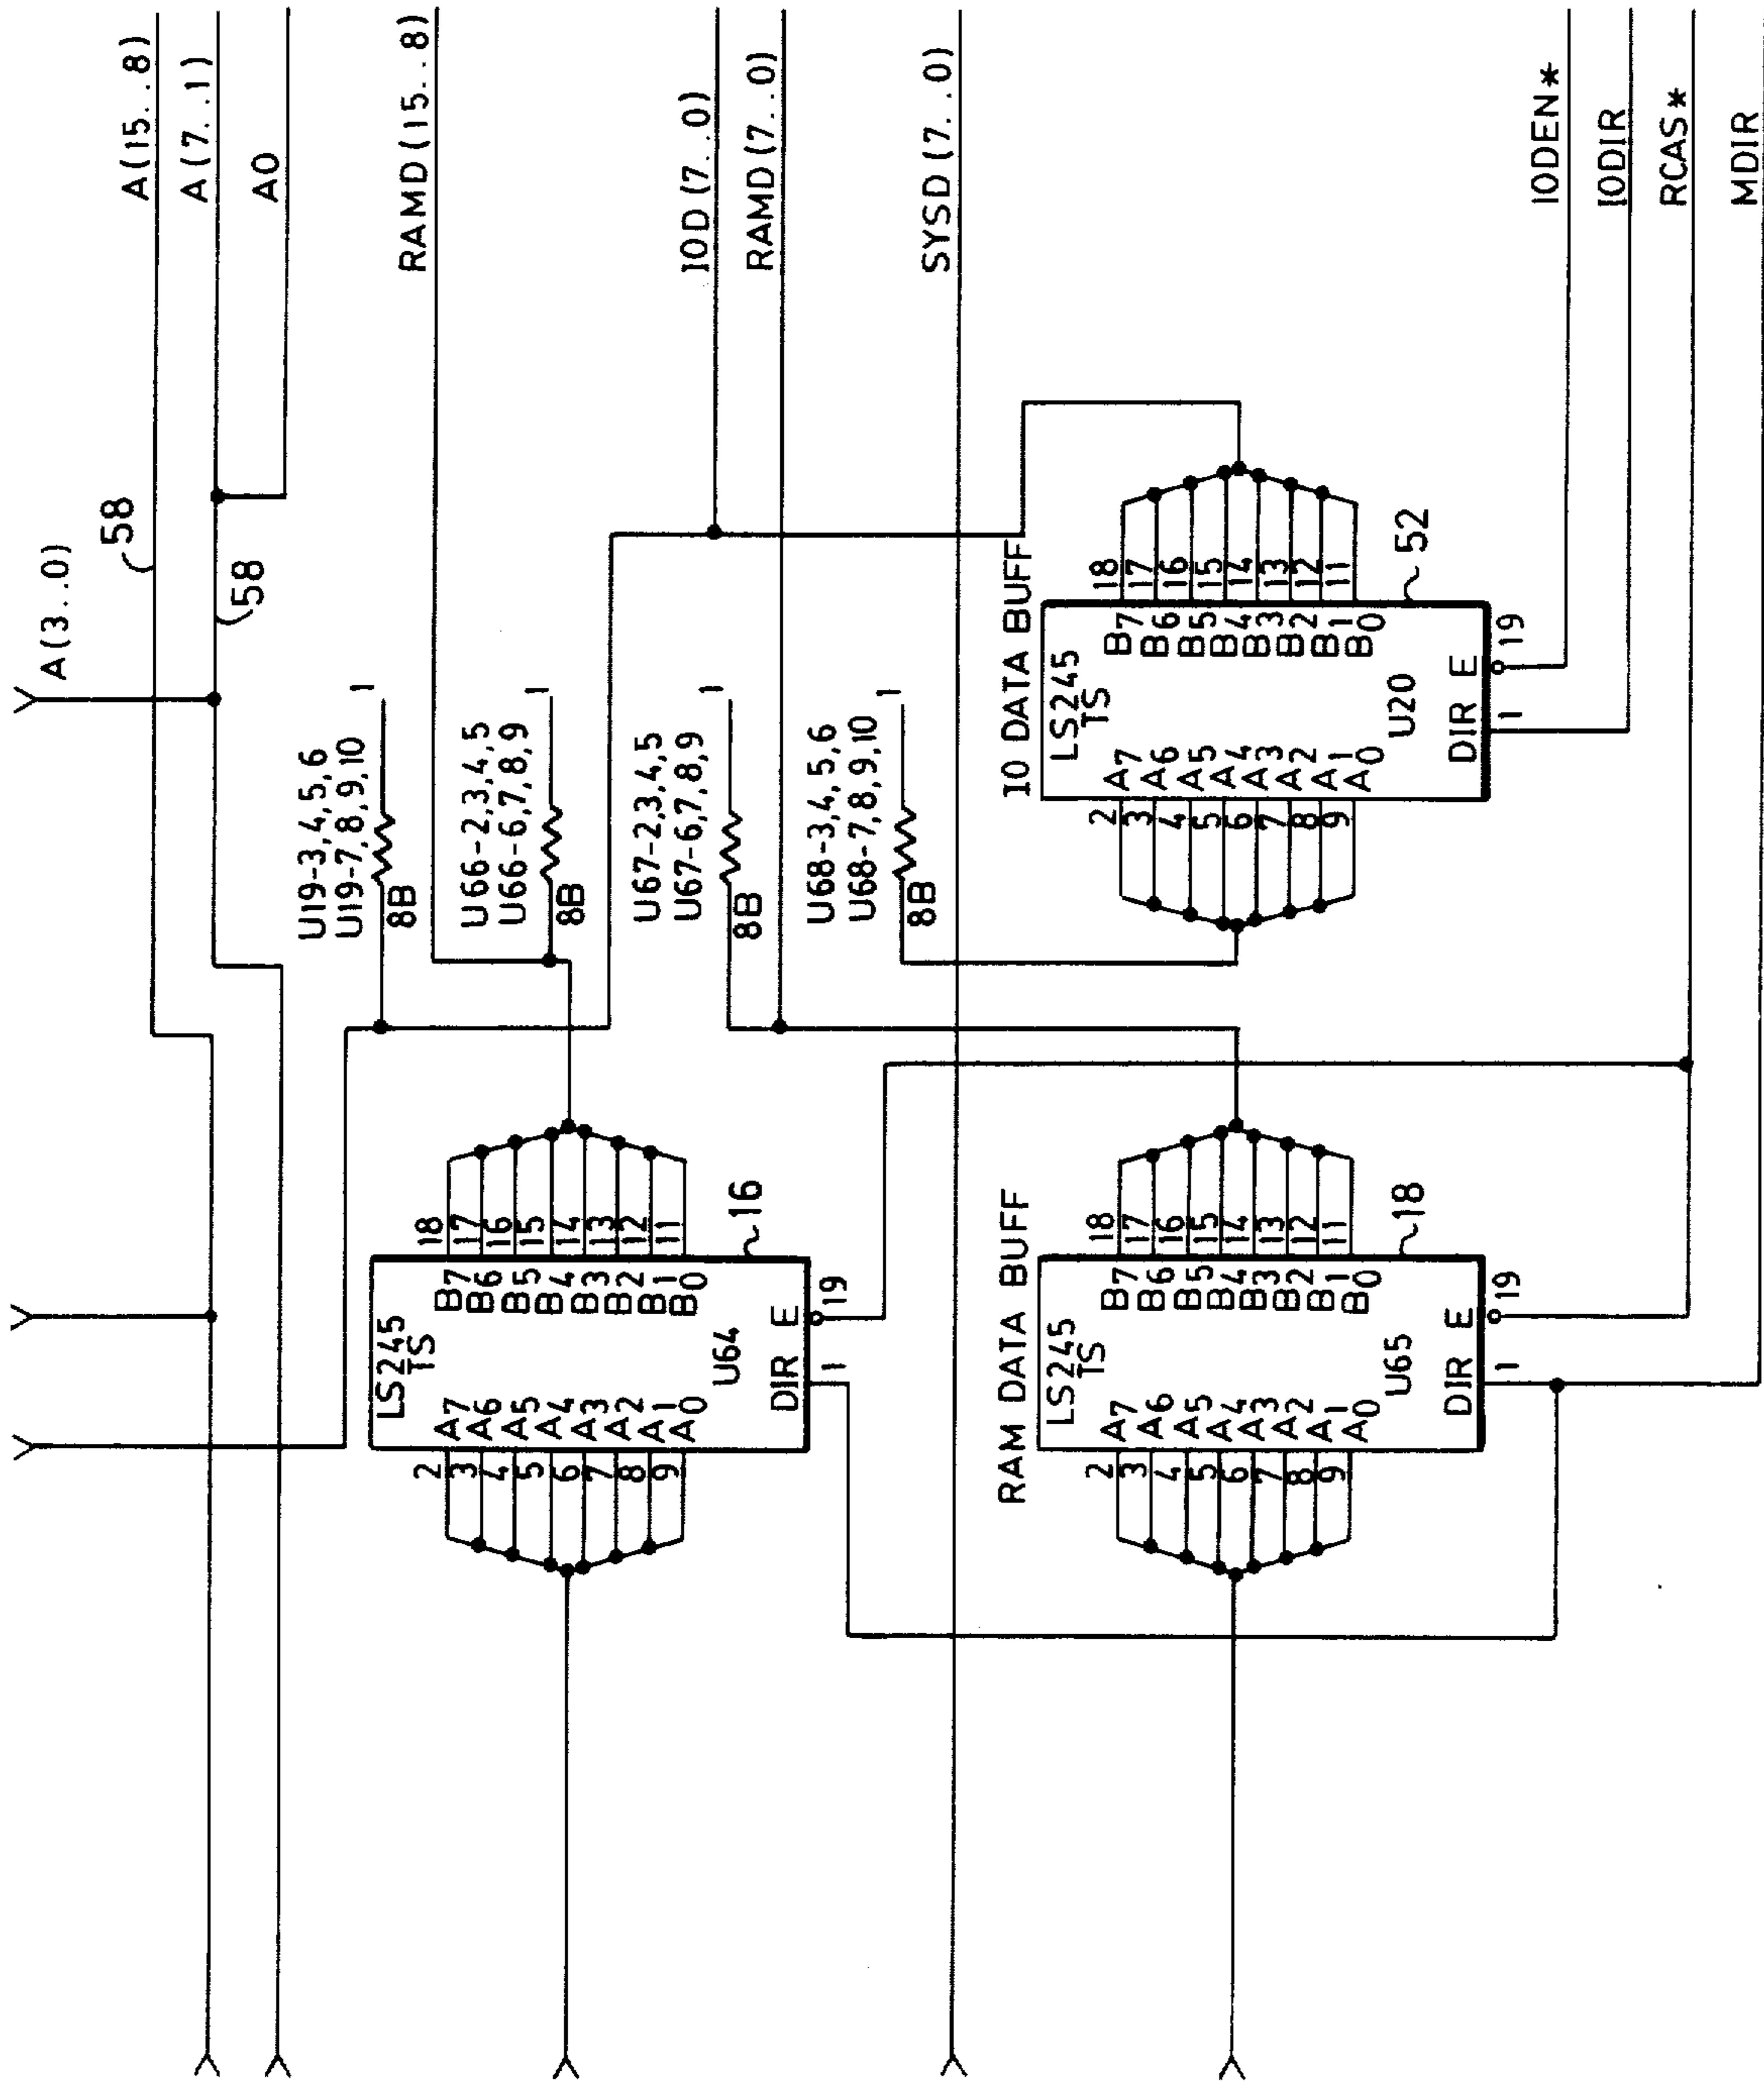 A(3..0)
58
58
A(15..8)
A(7..1)
A0
RAMD(15..8)
IOD(7..0)
RAMD(7..0)
SYSD(7..0)
U19-3,4,5,6
U19-7,8,9,10
8B
1
U66-2,3,4,5
U66-6,7,8,9
8B
1
U67-2,3,4,5
U67-6,7,8,9
8B
1
U68-3,4,5,6
U68-7,8,9,10
8B
1
LS245
TS
2 A7 B7 18
3 A6 B6 17
4 A5 B5 16
5 A4 B4 15
6 A3 B3 14
7 A2 B2 13
8 A1 B1 12
9 A0 B0 11
U64
DIR E
1 19
16
RAM DATA BUFF
LS245
TS
2 A7 B7 18
3 A6 B6 17
4 A5 B5 16
5 A4 B4 15
6 A3 B3 14
7 A2 B2 13
8 A1 B1 12
9 A0 B0 11
U65
DIR E
1 19
18
IO DATA BUFF
LS245
TS
2 A7 B7 18
3 A6 B6 17
4 A5 B5 16
5 A4 B4 15
6 A3 B3 14
7 A2 B2 13
8 A1 B1 12
9 A0 B0 11
U20
DIR E
1 19
52
IODEN*
IODIR
RCAS*
MDIR